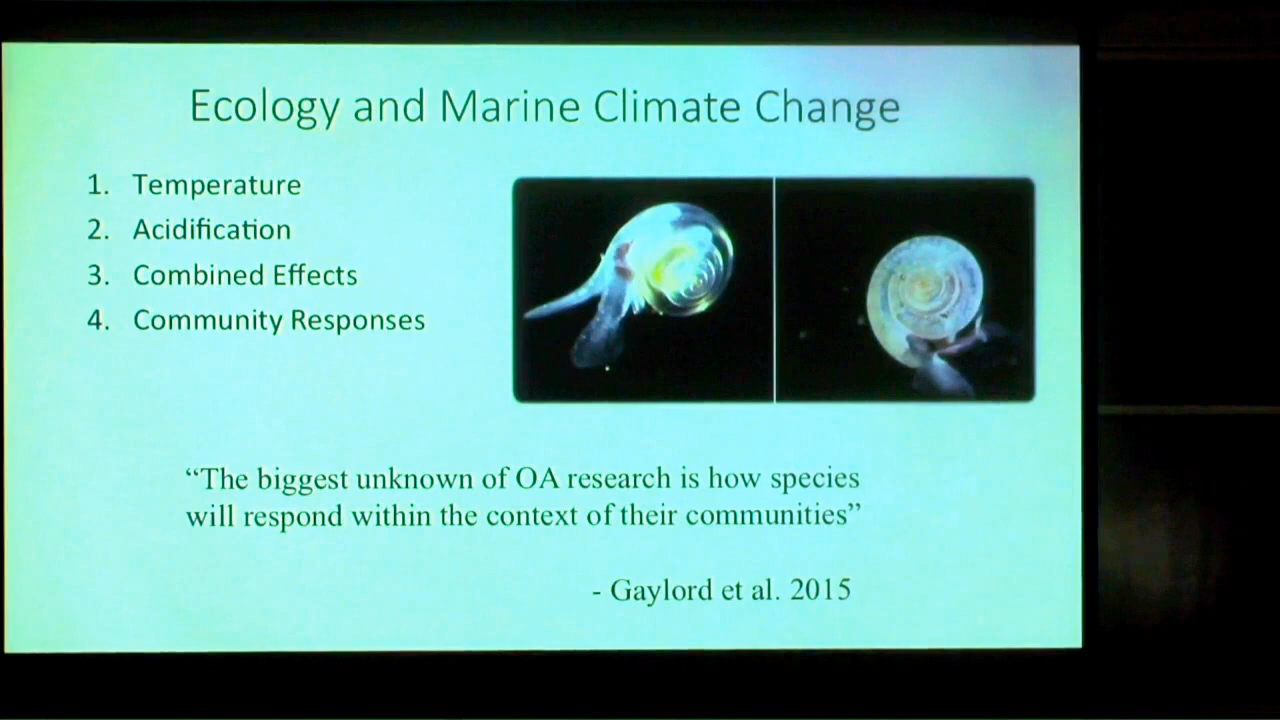 Ecology and Marine Climate Change
1. Temperature
2. Acidification
3. Combined Effects
4. Community Responses
“The biggest unknown of OA research is how species
will respond within the context of their communities”
- Gaylord et al. 2015